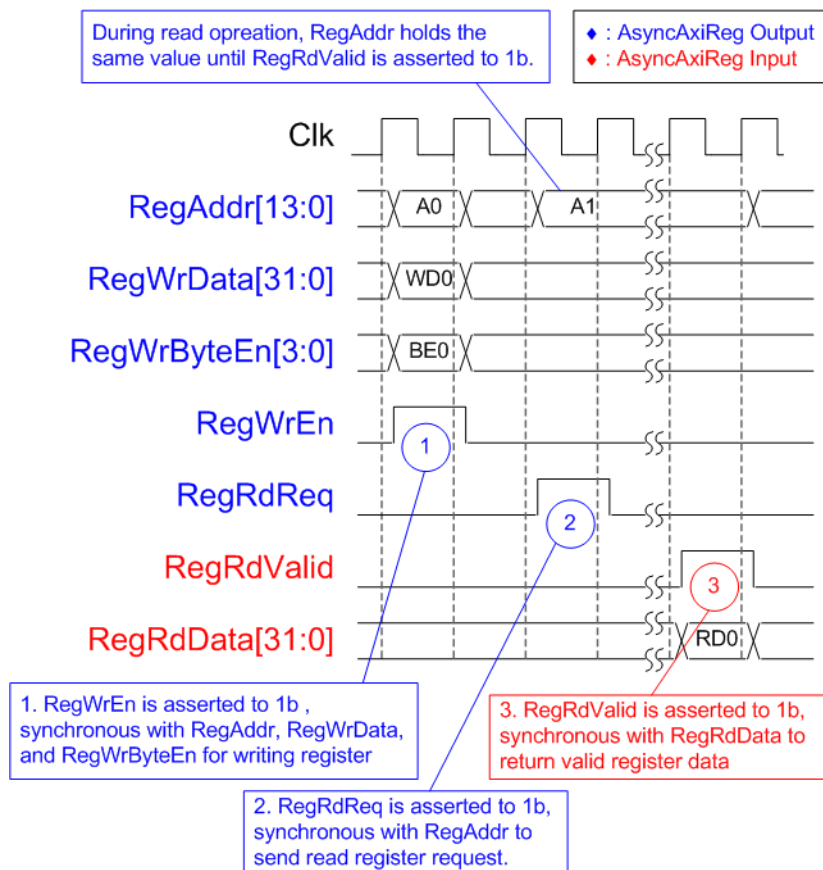 During read opreation, RegAddr holds the
same value until RegRdValid is asserted to 1b.
♦ : AsyncAxiReg Output
♦ : AsyncAxiReg Input
Clk
RegAddr[13:0]
A0
A1
RegWrData[31:0]
WD0
RegWrByteEn[3:0]
BE0
RegWrEn
1
RegRdReq
2
RegRdValid
3
RegRdData[31:0]
RD0
1. RegWrEn is asserted to 1b ,
synchronous with RegAddr, RegWrData,
and RegWrByteEn for writing register
3. RegRdValid is asserted to 1b,
synchronous with RegRdData to
return valid register data
2. RegRdReq is asserted to 1b,
synchronous with RegAddr to
send read register request.